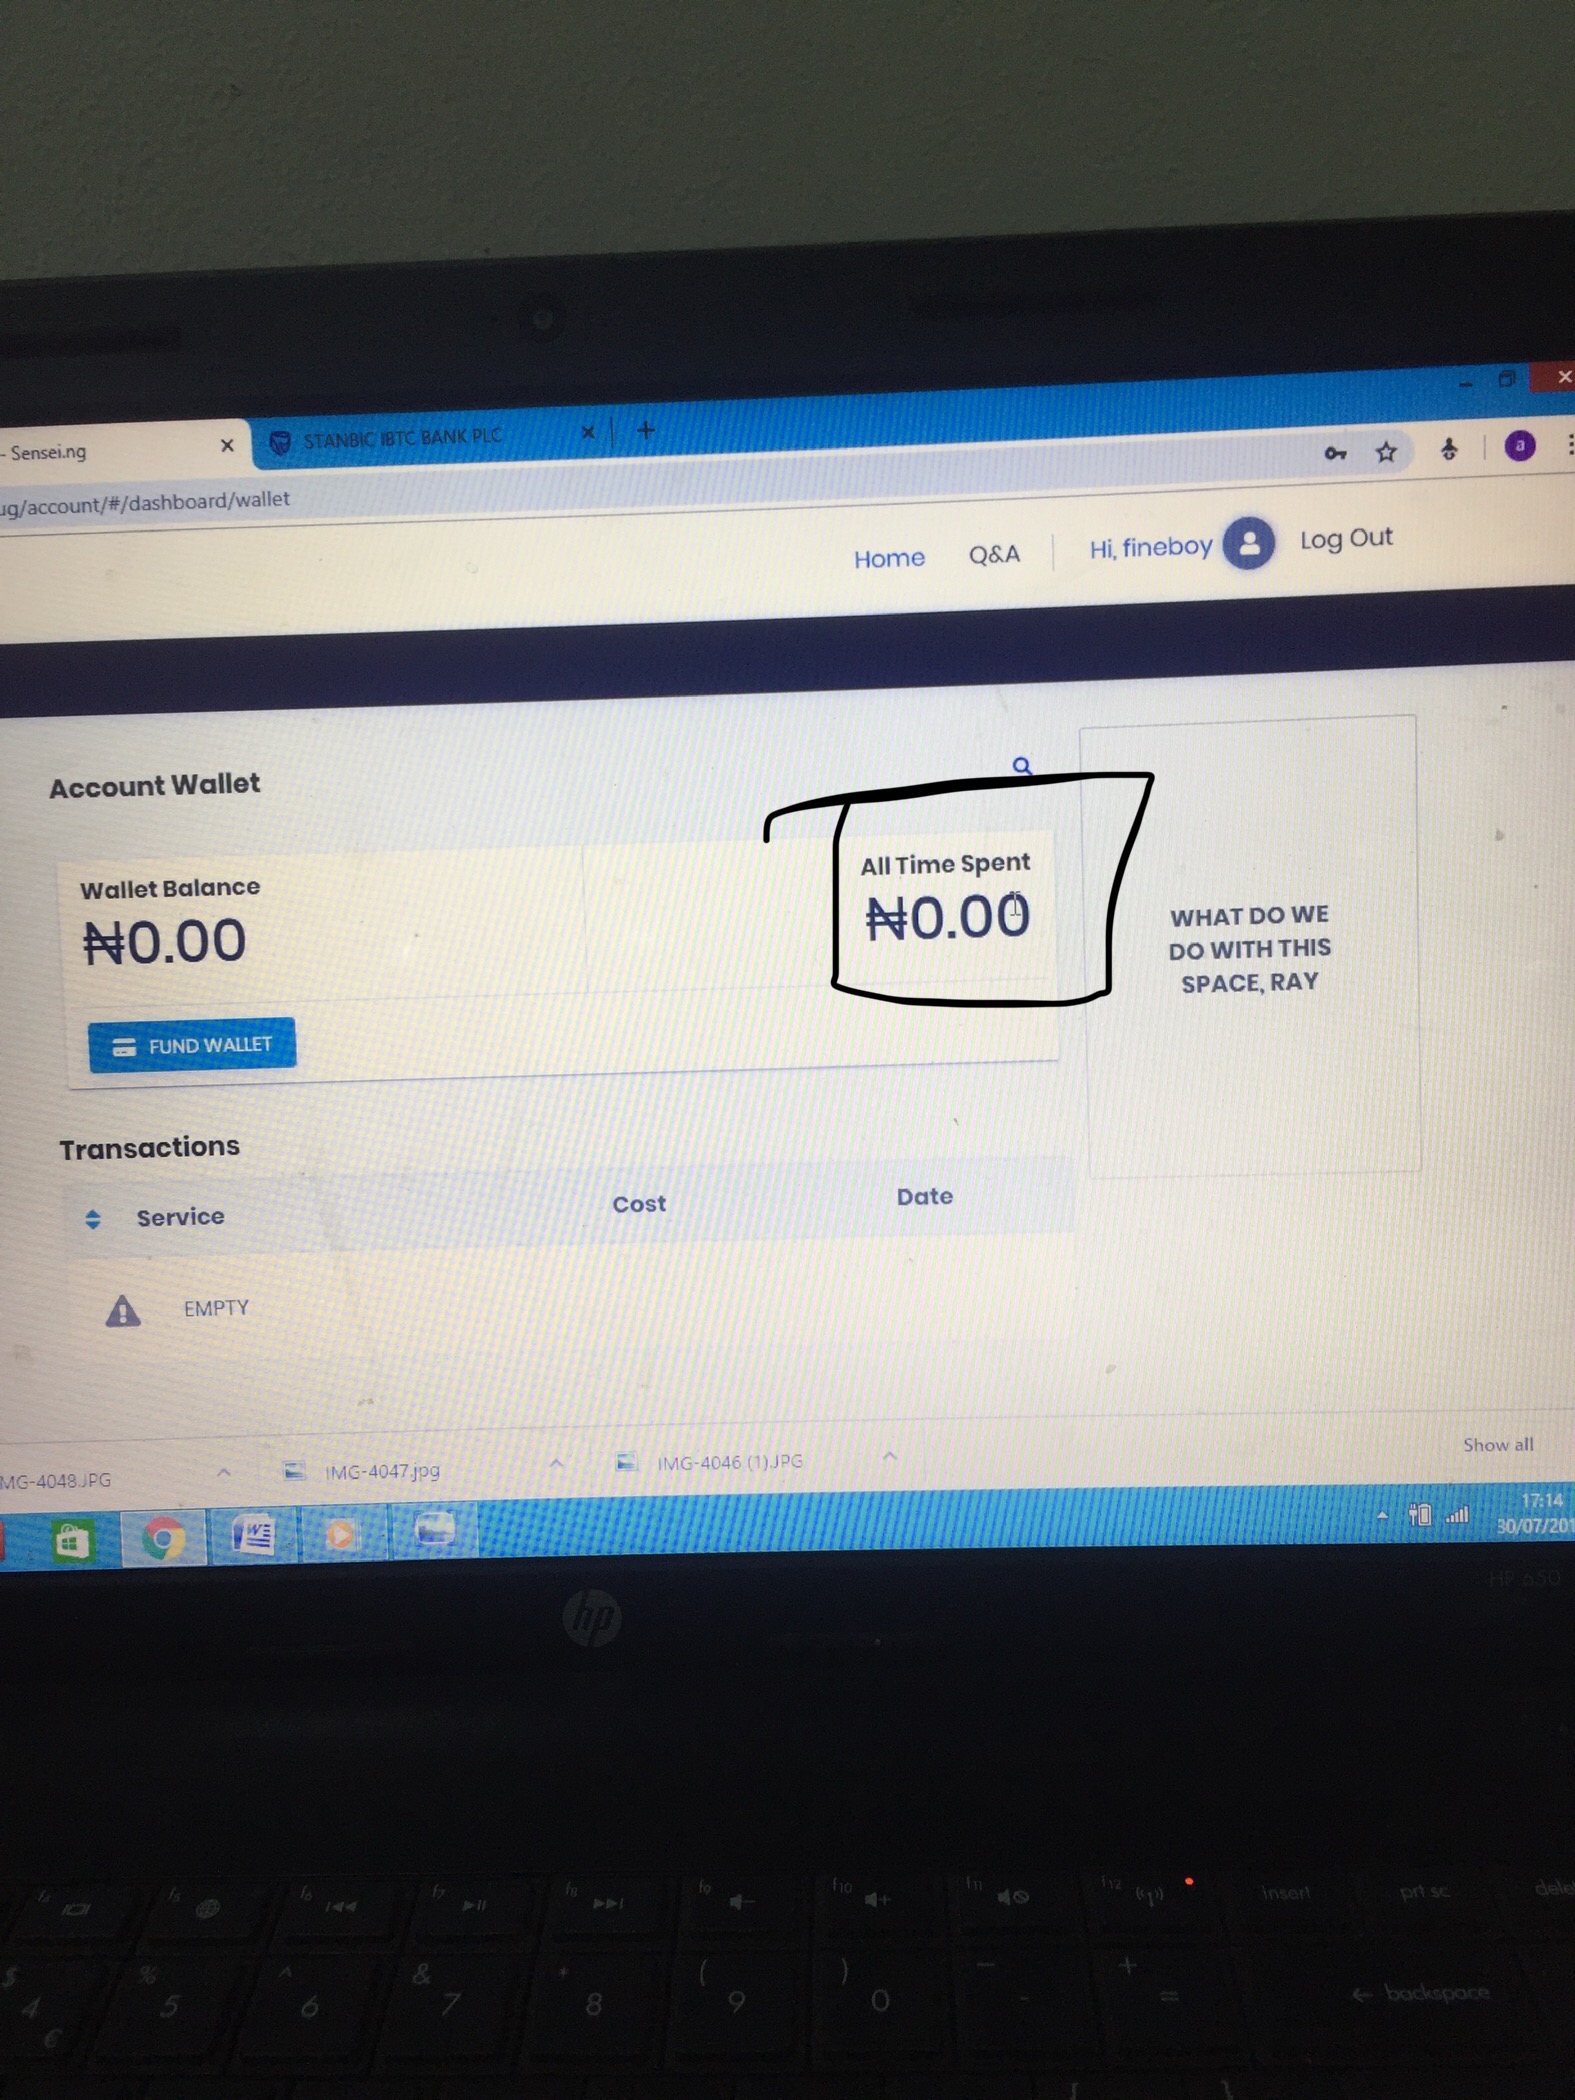 - Sensei.ng
STANBIC IBTC BANK PLC
ug/account/#/dashboard/wallet
Home Q&A Hi, fineboy Log Out
a
Account Wallet
Wallet Balance
₦0.00
All Time Spent
₦0.00
FUND WALLET
WHAT DO WE
DO WITH THIS
SPACE, RAY
Transactions
Service Cost Date
EMPTY
MG-4048.JPG IMG-4047.jpg IMG-4046 (1).JPG Show all
17:14
30/07/201
HP 650
hp
f4 f5 f6 f7 f8 f9 f10 f11 f12 insert prt sc delete
$ % ^ & * ( ) - +
4 € 5 6 7 8 9 0 - = ← backspace